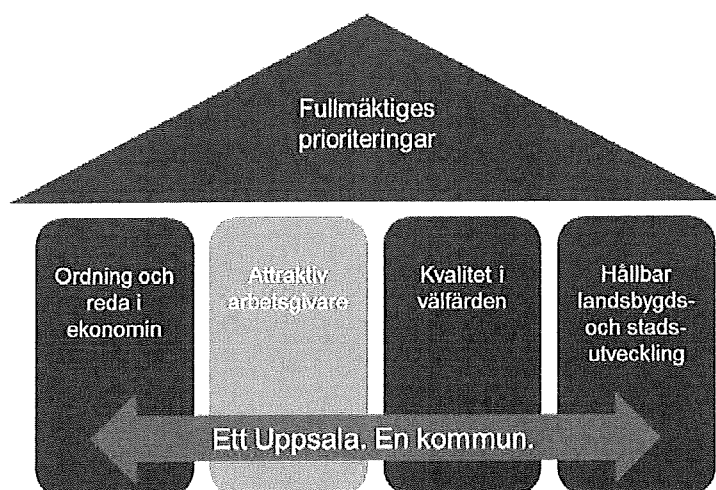 Fullmäktiges
prioriteringar
Ordning och
reda i
ekonomin
Attraktiv
arbetsgivare
Kvalitet i
välfärden
Hållbar
landsbygds-
och stads-
utveckling
Ett Uppsala. En kommun.